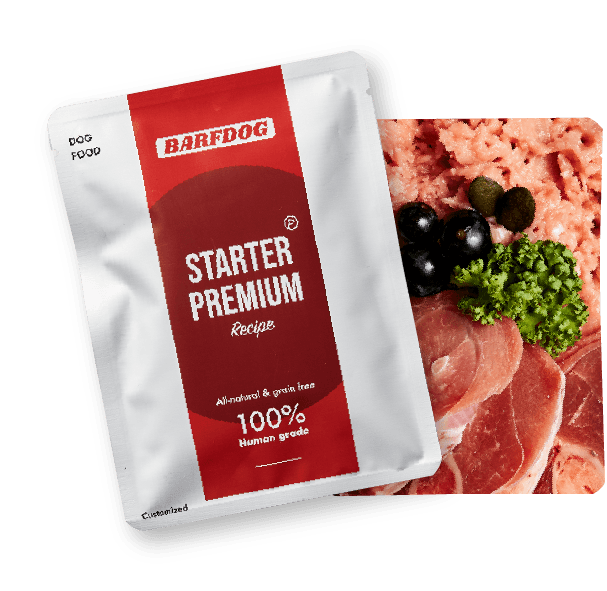 DOG
FOOD
BARFDOG
P
STARTER
PREMIUM
Recipe
All-natural & grain free
100%
Human grade
Customized